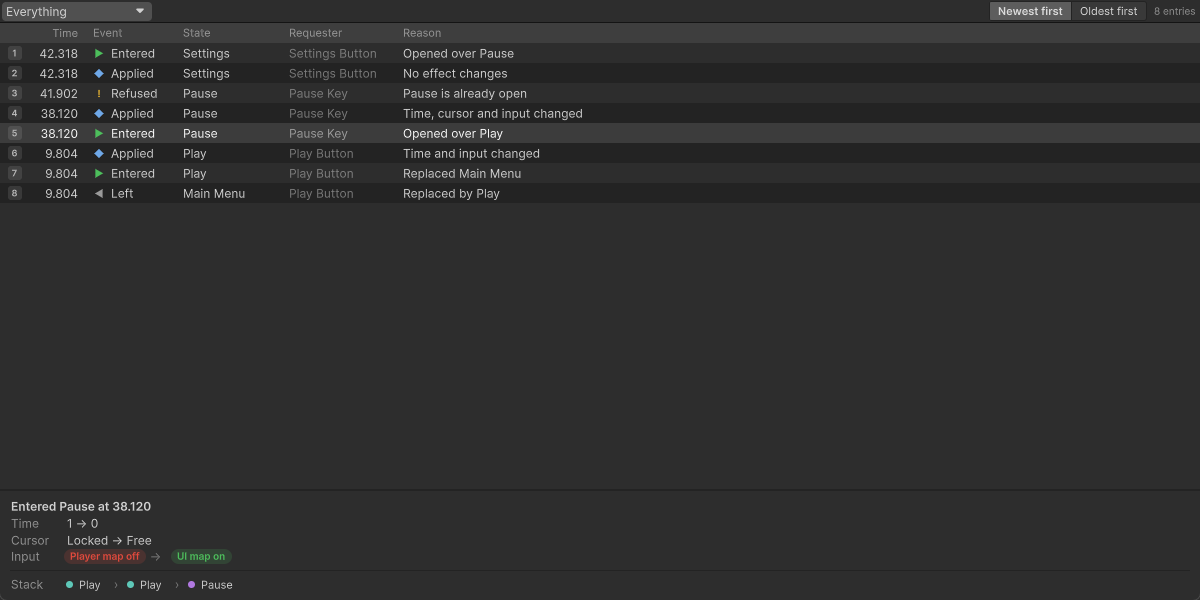 Everything Newest first Oldest first 8 entries
Time Event State Requester Reason
1 42.318 Entered Settings Settings Button Opened over Pause
2 42.318 Applied Settings Settings Button No effect changes
3 41.902 ! Refused Pause Pause Key Pause is already open
4 38.120 Applied Pause Pause Key Time, cursor and input changed
5 38.120 Entered Pause Pause Key Opened over Play
6 9.804 Applied Play Play Button Time and input changed
7 9.804 Entered Play Play Button Replaced Main Menu
8 9.804 Left Main Menu Play Button Replaced by Play
Entered Pause at 38.120
Time 1 → 0
Cursor Locked → Free
Input Player map off → UI map on
Stack Play › Play › Pause